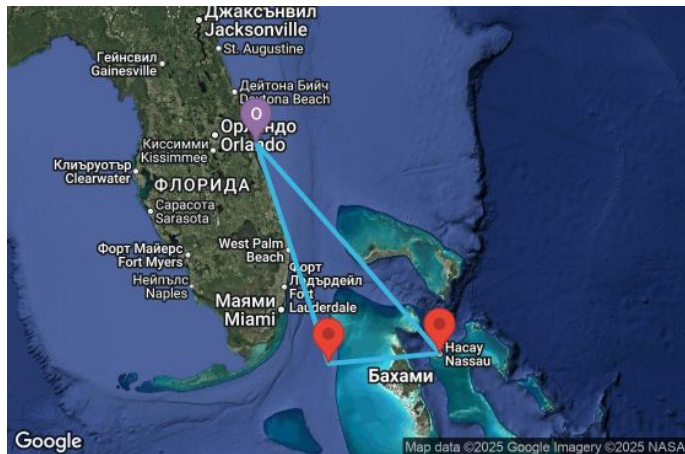 Джаксънвил
Jacksonville
St. Augustine
Гейнсвил
Gainesville
Дейтона Бийч
Daytona Beach
O
Орландо
Orlando
Киссимми
Kissimmee
Клиъруотър
Clearwater
ФЛОРИДА
Сарасота
Sarasota
West Palm
Beach
Форт Майерс
Fort Myers
Форт
Лодърдейл
Fort
Lauderdale
Нейпълс
Naples
Маями
Miami
Насау
Nassau
Бахами
Google
Map data ©2025 Google Imagery ©2025 NASA